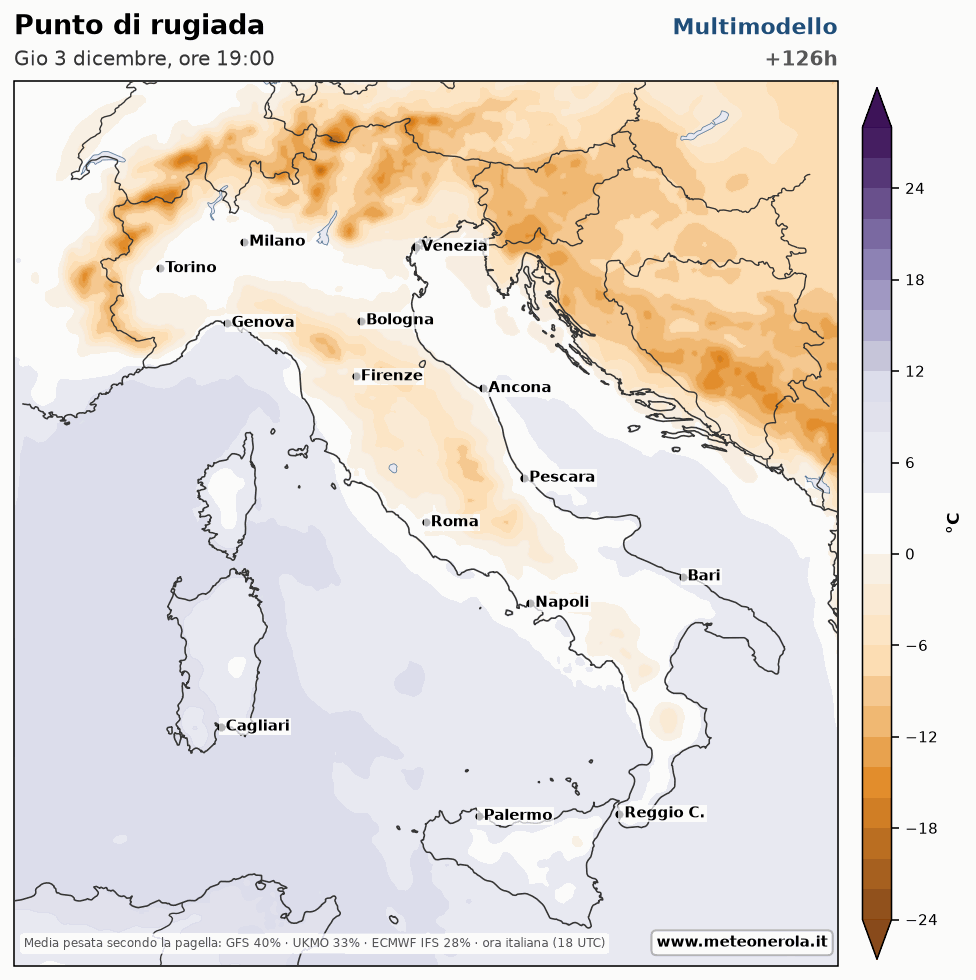 Punto di rugiada
Multimodello
Gio 3 dicembre, ore 19:00
+126h
Milano
Venezia
Torino
Genova
Bologna
Firenze
Ancona
Pescara
Roma
Bari
Napoli
Cagliari
Palermo
Reggio C.
24
18
12
6
0
−6
−12
−18
−24
°C
Media pesata secondo la pagella: GFS 40% · UKMO 33% · ECMWF IFS 28% · ora italiana (18 UTC)
www.meteonerola.it